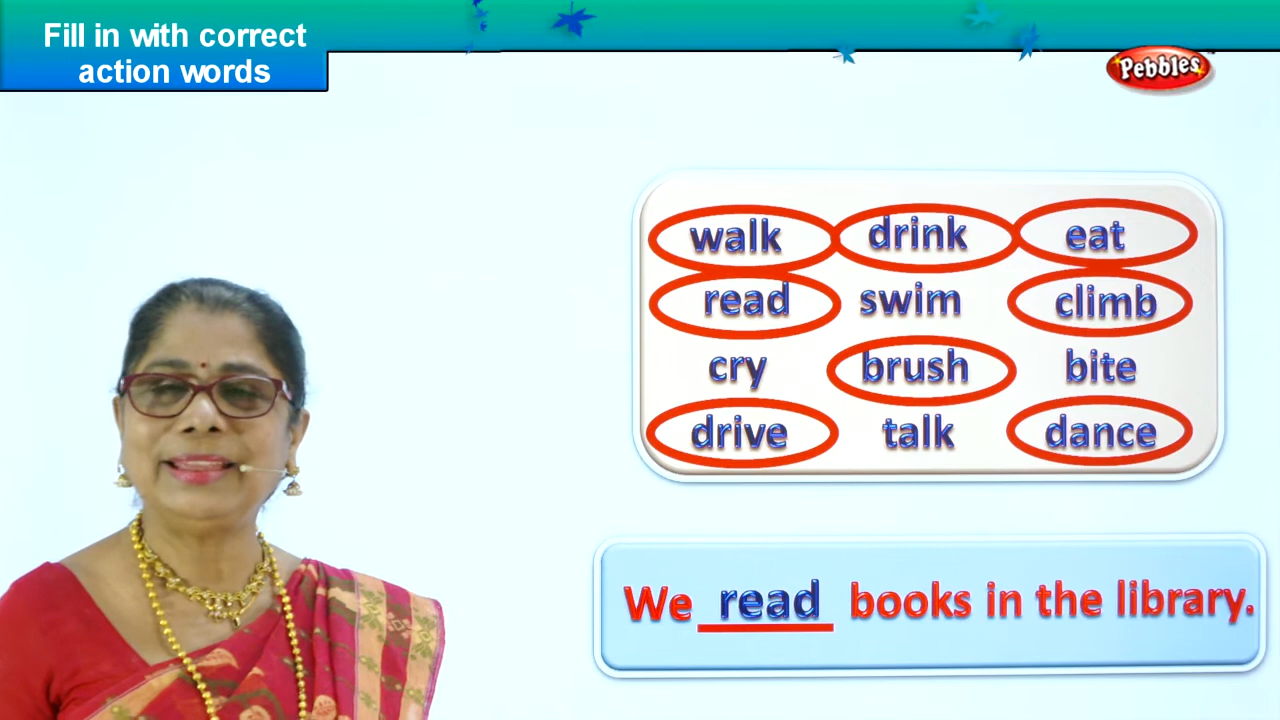 Fill in with correct
action words
Pebbles
walk drink eat
read swim climb
cry brush bite
drive talk dance
We read books in the library.